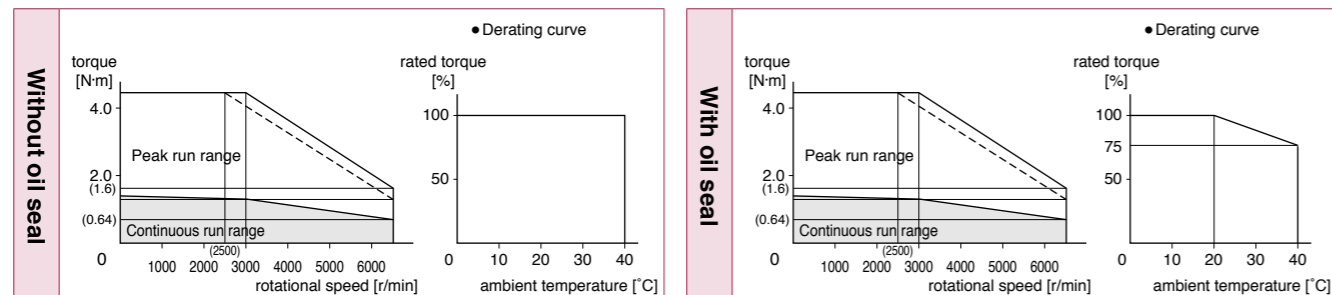 Without oil seal
● Derating curve
torque
[N·m]
rated torque
[%]
4.0
2.0
(1.6)
(0.64)
0
Peak run range
Continuous run range
(2500)
1000 2000 3000 4000 5000 6000
rotational speed [r/min]
100
50
0 10 20 30 40
ambient temperature [˚C]
With oil seal
● Derating curve
torque
[N·m]
rated torque
[%]
4.0
2.0
(1.6)
(0.64)
0
Peak run range
Continuous run range
(2500)
1000 2000 3000 4000 5000 6000
rotational speed [r/min]
100
75
50
0 10 20 30 40
ambient temperature [˚C]